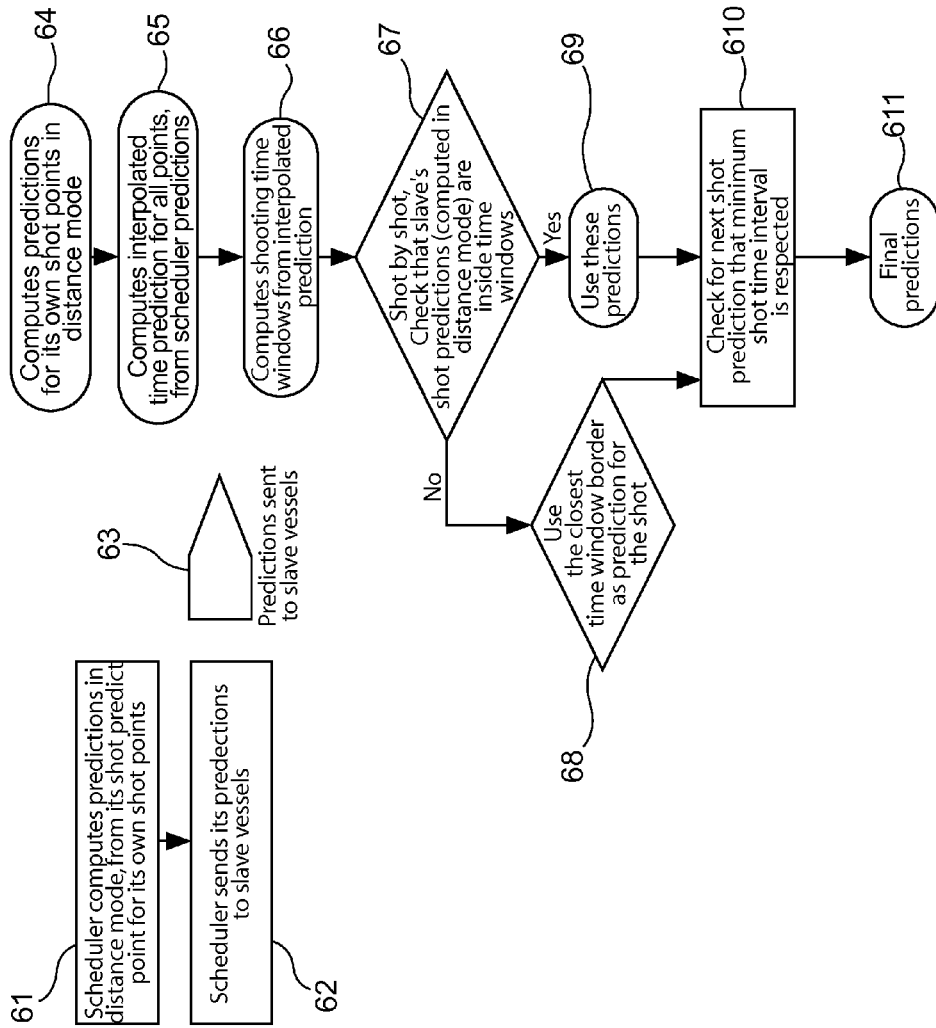 61
Scheduler computes predictions in
distance mode, from its shot predict
point for its own shot points
Scheduler sends its predections
to slave vessels
62
63
Predictions sent
to slave vessels
64
Computes predictions
for its own shot points in
distance mode
65
Computes interpolated
time prediction for all points,
from scheduler predictions
66
Computes shooting time
windows from interpolated
prediction
67
Shot by shot,
Check that slave's
shot predictions (computed in
distance mode) are
inside time
windows
No
Yes
68
Use
the closest
time window border
as prediction for
the shot
69
Use these
predictions
610
Check for next shot
prediction that minimum
shot time interval
is respected
611
Final
predictions